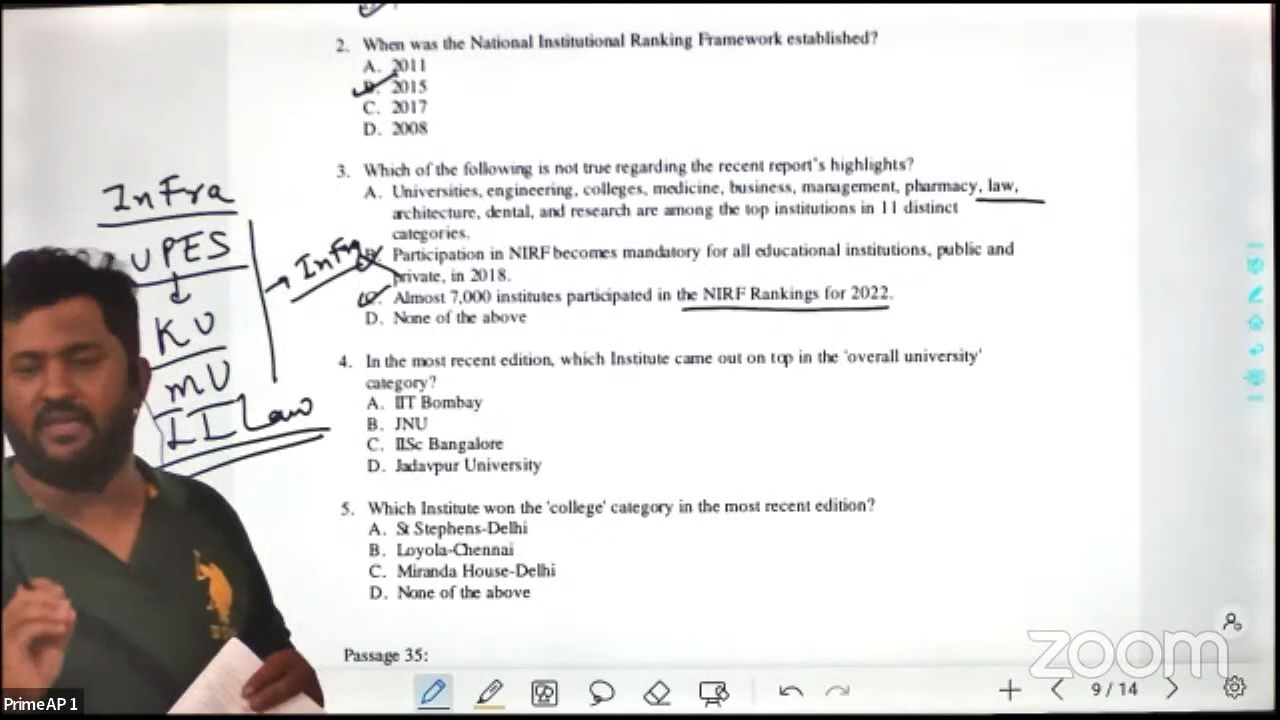 2. When was the National Institutional Ranking Framework established?
A. 2011
B. 2015
C. 2017
D. 2008
3. Which of the following is not true regarding the recent report's highlights?
A. Universities, engineering, colleges, medicine, business, management, pharmacy, law,
architecture, dental, and research are among the top institutions in 11 distinct
categories.
Participation in NIRF becomes mandatory for all educational institutions, public and
private, in 2018.
Almost 7,000 institutes participated in the NIRF Rankings for 2022.
D. None of the above
InFra
UPES
KU
MU
Law
InFra
4. In the most recent edition, which Institute came out on top in the 'overall university'
category?
A. IIT Bombay
B. JNU
C. IISc Bangalore
D. Jadavpur University
5. Which Institute won the 'college' category in the most recent edition?
A. St Stephens-Delhi
B. Loyola-Chennai
C. Miranda House-Delhi
D. None of the above
Passage 35:
zoom
9 / 14
PrimeAP 1